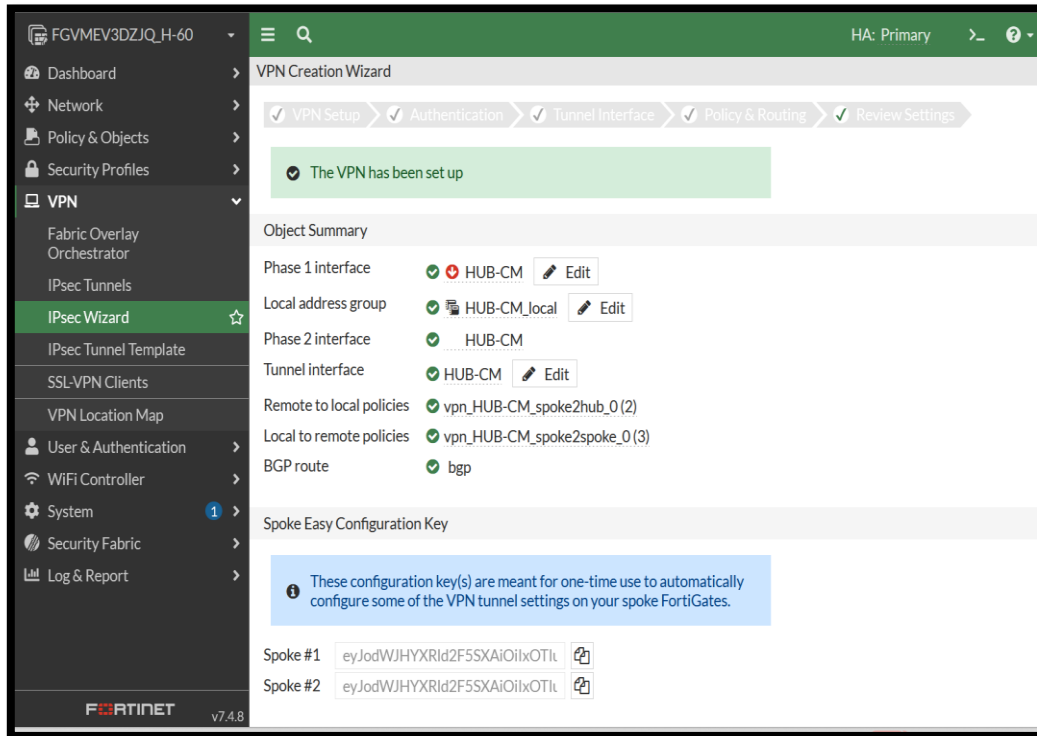 FGVMEV3DZJQ_H-60
HA: Primary
Dashboard
Network
Policy & Objects
Security Profiles
VPN
Fabric Overlay
Orchestrator
IPsec Tunnels
IPsec Wizard
IPsec Tunnel Template
SSL-VPN Clients
VPN Location Map
User & Authentication
WiFi Controller
System 1
Security Fabric
Log & Report
FORTINET v7.4.8
VPN Creation Wizard
VPN Setup Authentication Tunnel Interface Policy & Routing Review Settings
The VPN has been set up
Object Summary
Phase 1 interface HUB-CM Edit
Local address group HUB-CM_local Edit
Phase 2 interface HUB-CM
Tunnel interface HUB-CM Edit
Remote to local policies vpn_HUB-CM_spoke2hub_0 (2)
Local to remote policies vpn_HUB-CM_spoke2spoke_0 (3)
BGP route bgp
Spoke Easy Configuration Key
These configuration key(s) are meant for one-time use to automatically
configure some of the VPN tunnel settings on your spoke FortiGates.
Spoke #1
Spoke #2